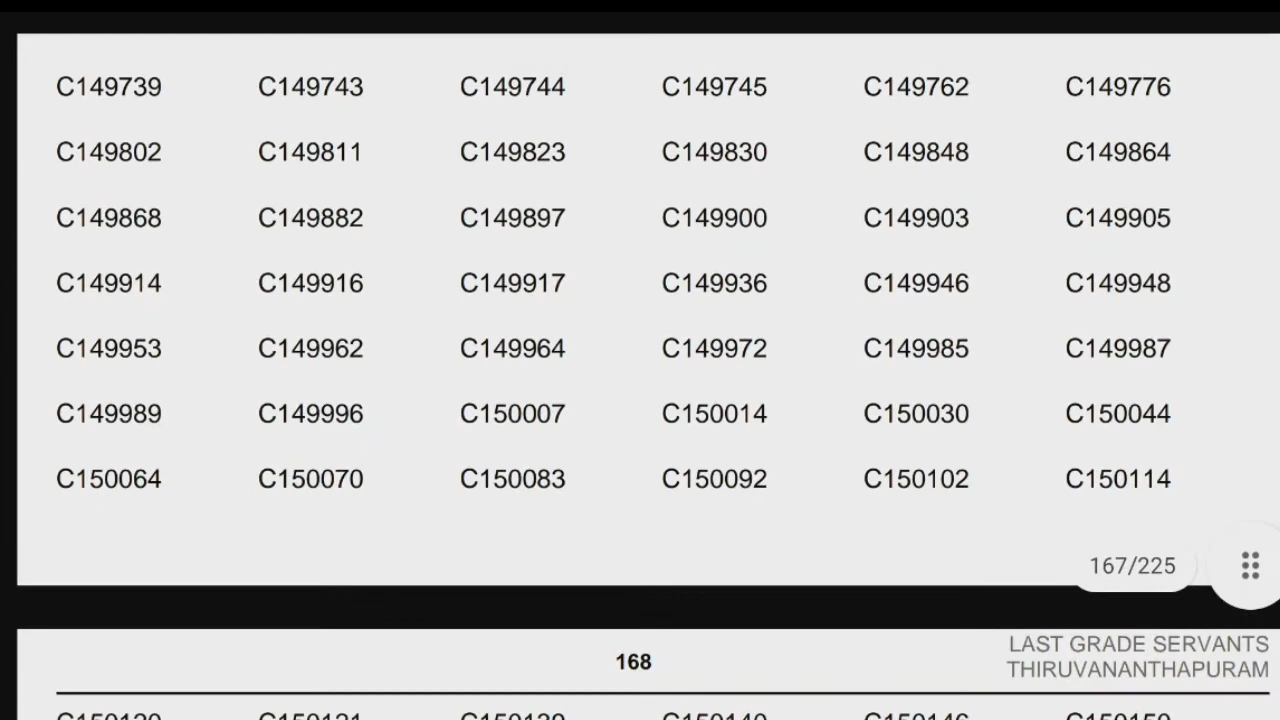 C149739 C149743 C149744 C149745 C149762 C149776
C149802 C149811 C149823 C149830 C149848 C149864
C149868 C149882 C149897 C149900 C149903 C149905
C149914 C149916 C149917 C149936 C149946 C149948
C149953 C149962 C149964 C149972 C149985 C149987
C149989 C149996 C150007 C150014 C150030 C150044
C150064 C150070 C150083 C150092 C150102 C150114
167/225
168
LAST GRADE SERVANTS
THIRUVANANTHAPURAM